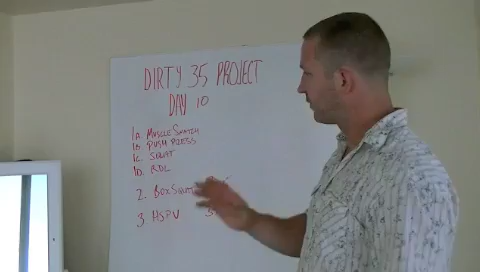 DIRTY 35 PROJECT
DAY 10
1A. MUSCLE SNATCH
1B. PUSH PRESS
1C. SQUAT
1D. RDL
2. BOX SQUAT
3 HSPU